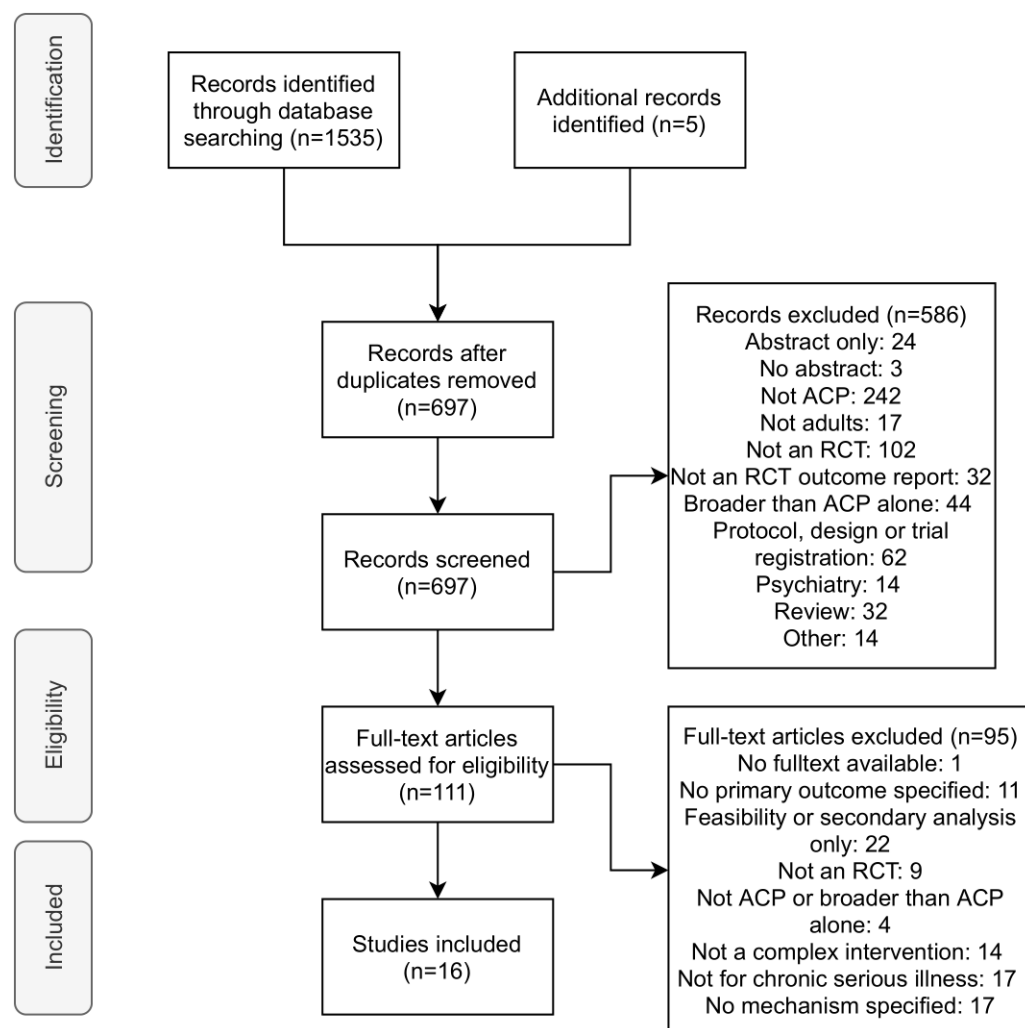 Identification
Records identified
through database
searching (n=1535)
Additional records
identified (n=5)
Screening
Records after
duplicates removed
(n=697)
Records excluded (n=586)
Abstract only: 24
No abstract: 3
Not ACP: 242
Not adults: 17
Not an RCT: 102
Not an RCT outcome report: 32
Broader than ACP alone: 44
Protocol, design or trial
registration: 62
Psychiatry: 14
Review: 32
Other: 14
Records screened
(n=697)
Eligibility
Full-text articles
assessed for eligibility
(n=111)
Full-text articles excluded (n=95)
No fulltext available: 1
No primary outcome specified: 11
Feasibility or secondary analysis
only: 22
Not an RCT: 9
Not ACP or broader than ACP
alone: 4
Not a complex intervention: 14
Not for chronic serious illness: 17
No mechanism specified: 17
Included
Studies included
(n=16)